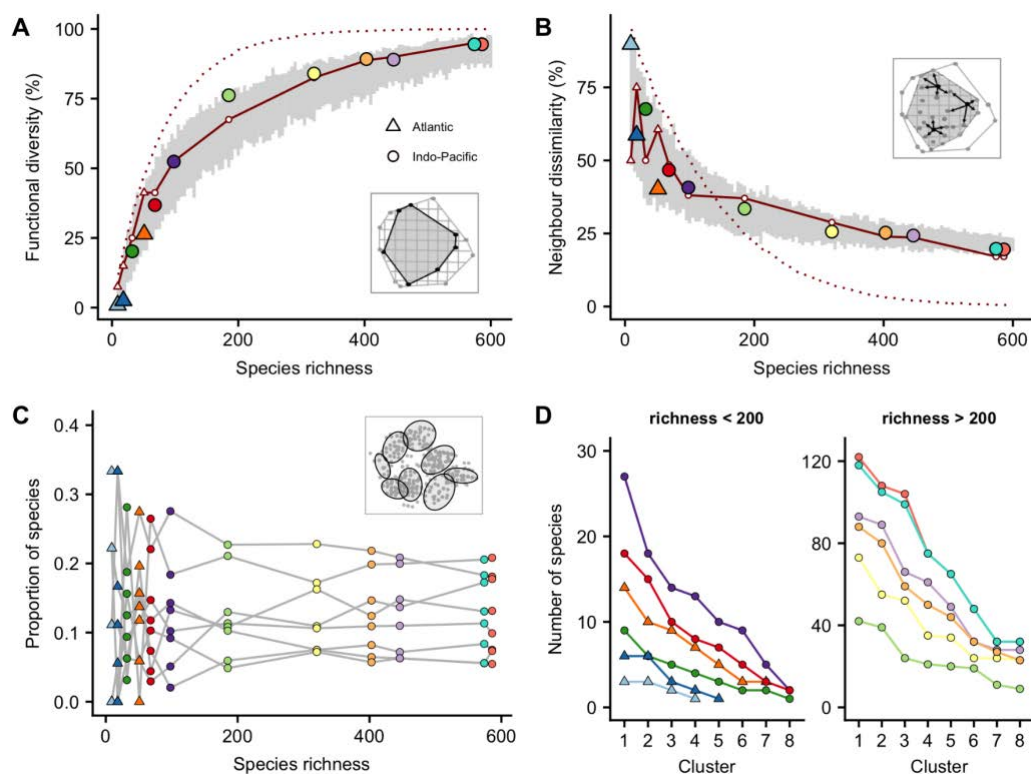 A
Functional diversity (%)
100
75
50
25
0
0 200 400 600
Species richness
Atlantic
Indo-Pacific
B
Neighbour dissimilarity (%)
75
50
25
0
0 200 400 600
Species richness
C
Proportion of species
0.4
0.3
0.2
0.1
0.0
0 200 400 600
Species richness
D
richness < 200
richness > 200
Number of species
30
20
10
0
1 2 3 4 5 6 7 8
Cluster
120
80
40
0
1 2 3 4 5 6 7 8
Cluster